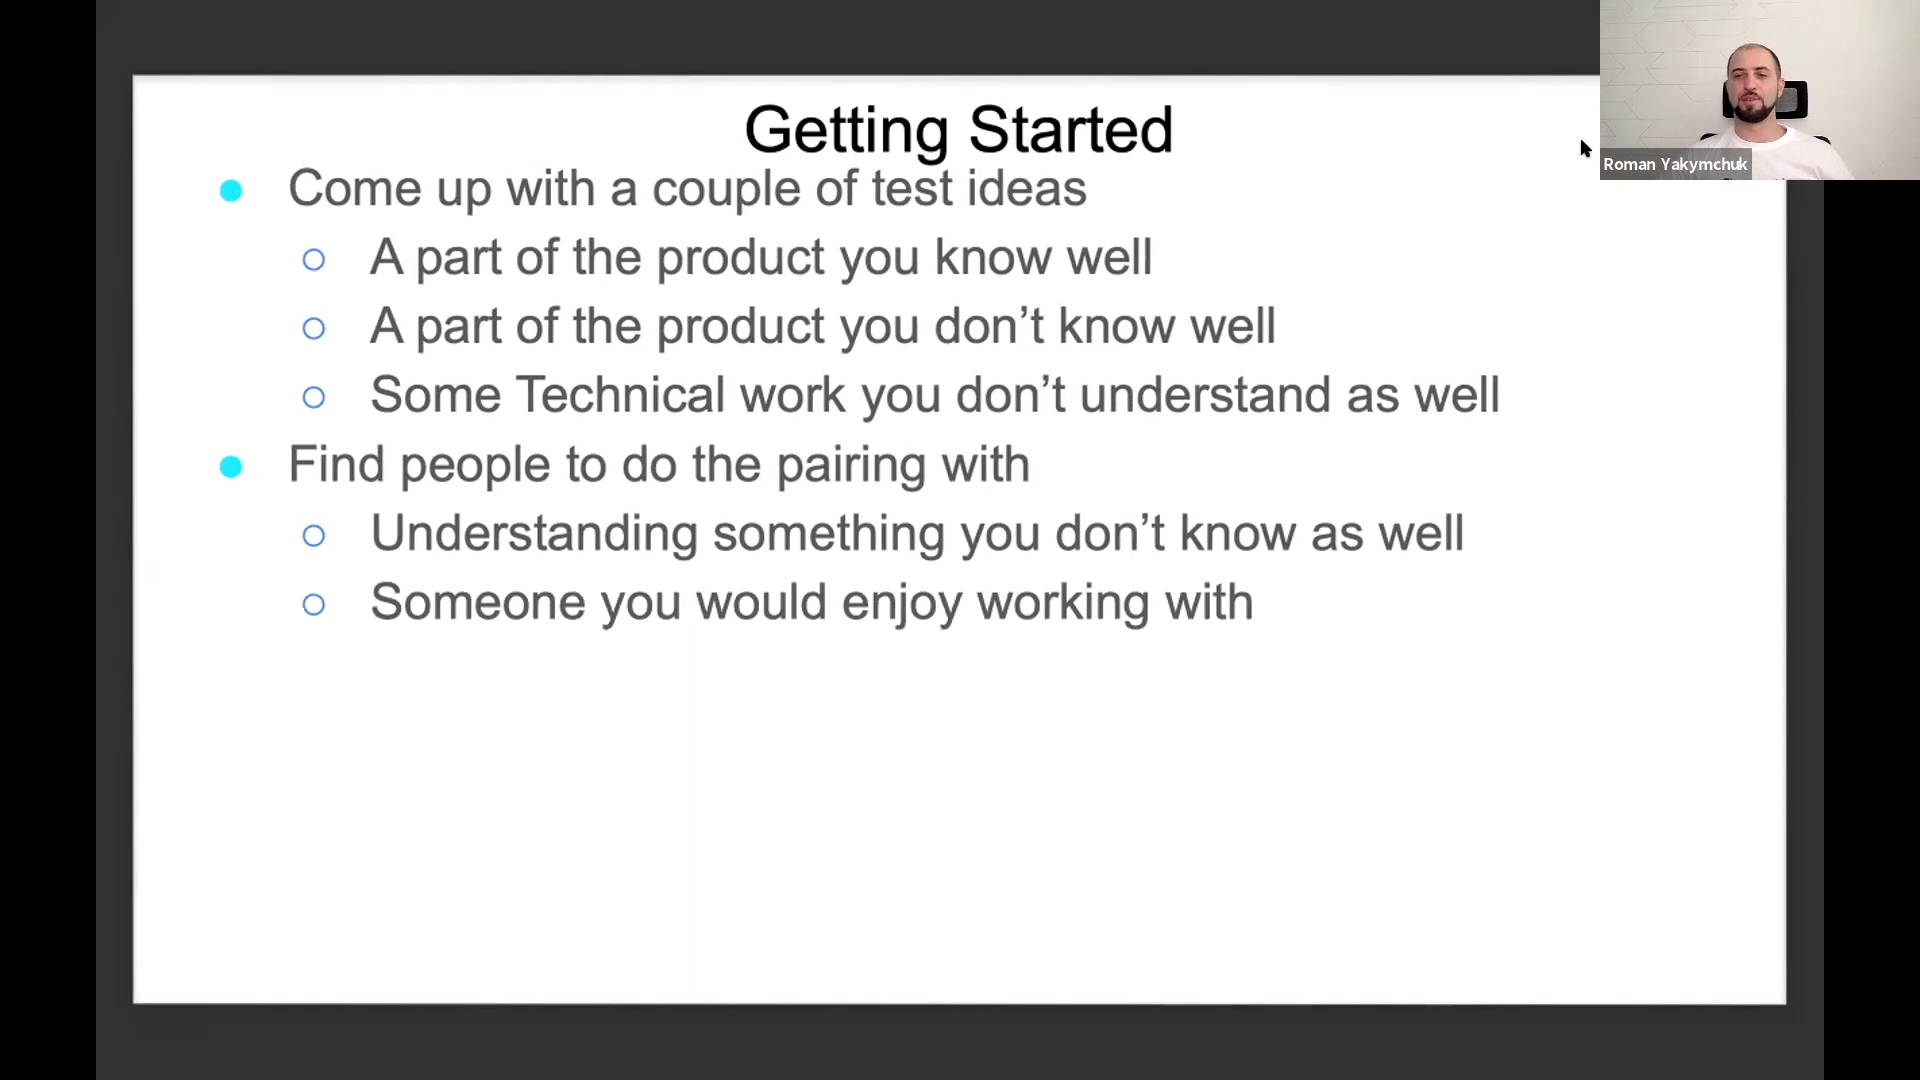 Getting Started
Come up with a couple of test ideas
A part of the product you know well
A part of the product you don’t know well
Some Technical work you don’t understand as well
Find people to do the pairing with
Understanding something you don’t know as well
Someone you would enjoy working with
Roman Yakymchuk